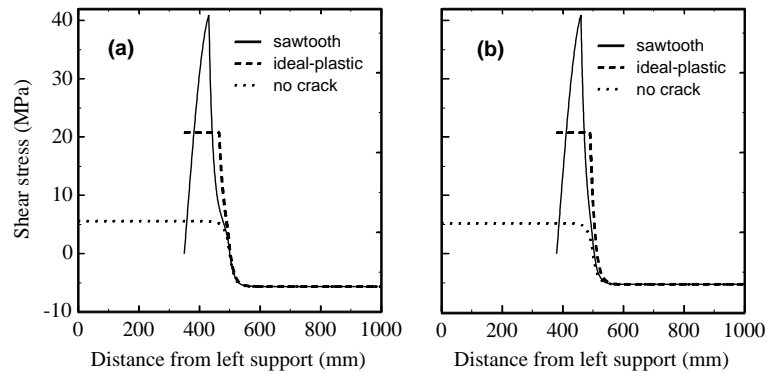 40
30
20
10
0
-10
Shear stress (MPa)
(a)
sawtooth
ideal-plastic
no crack
0 200 400 600 800 1000
Distance from left support (mm)
(b)
sawtooth
ideal-plastic
no crack
0 200 400 600 800 1000
Distance from left support (mm)